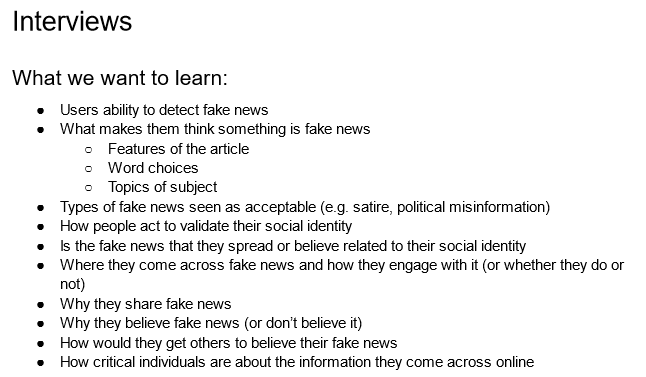 Interviews
What we want to learn:
● Users ability to detect fake news
● What makes them think something is fake news
○ Features of the article
○ Word choices
○ Topics of subject
● Types of fake news seen as acceptable (e.g. satire, political misinformation)
● How people act to validate their social identity
● Is the fake news that they spread or believe related to their social identity
● Where they come across fake news and how they engage with it (or whether they do or
not)
● Why they share fake news
● Why they believe fake news (or don’t believe it)
● How would they get others to believe their fake news
● How critical individuals are about the information they come across online